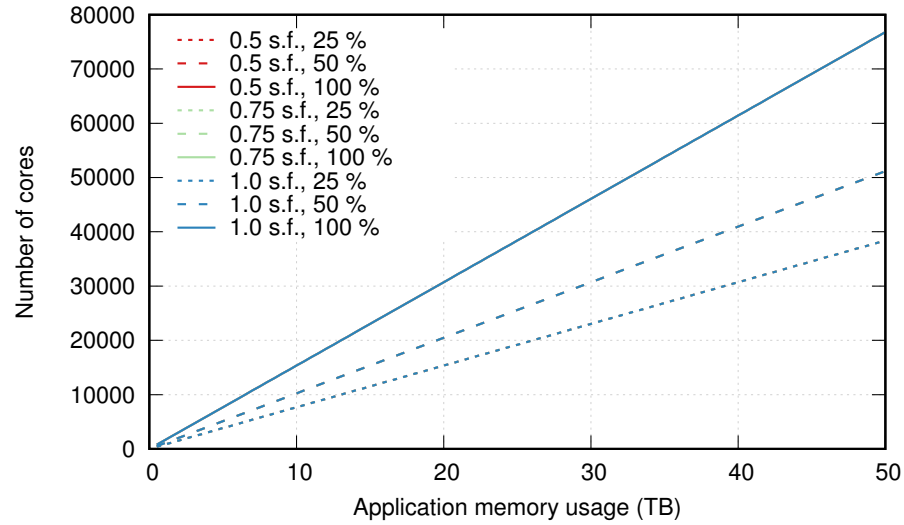 80000
70000
60000
50000
40000
30000
20000
10000
0
Number of cores
0.5 s.f., 25 %
0.5 s.f., 50 %
0.5 s.f., 100 %
0.75 s.f., 25 %
0.75 s.f., 50 %
0.75 s.f., 100 %
1.0 s.f., 25 %
1.0 s.f., 50 %
1.0 s.f., 100 %
0 10 20 30 40 50
Application memory usage (TB)